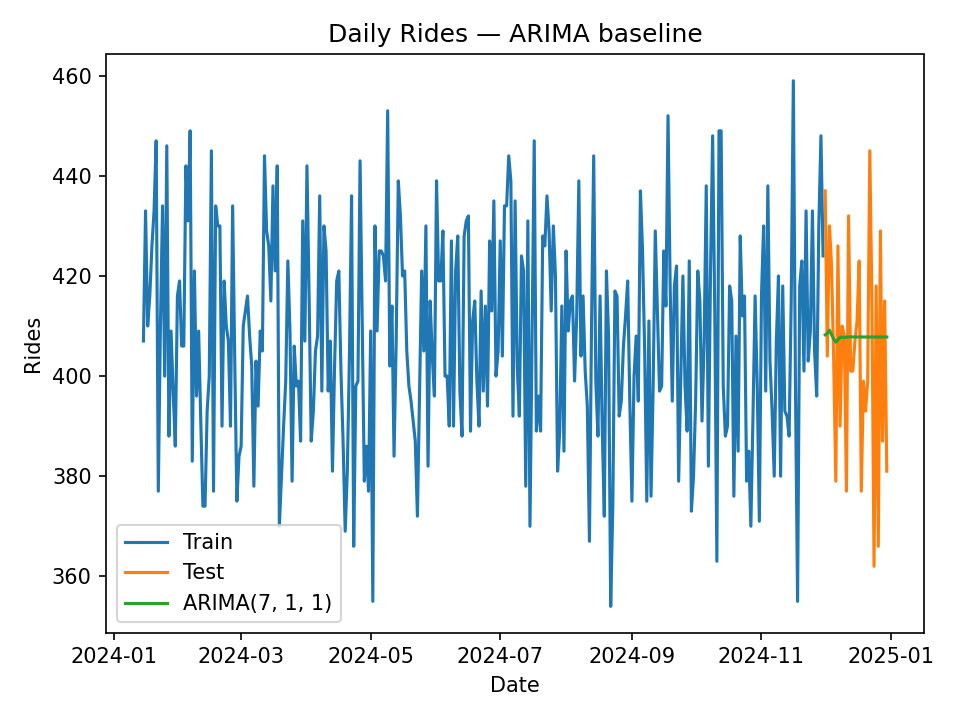 Daily Rides — ARIMA baseline
460
440
420
400
380
360
Rides
Train
Test
ARIMA(7, 1, 1)
2024-01
2024-03
2024-05
2024-07
2024-09
2024-11
2025-01
Date